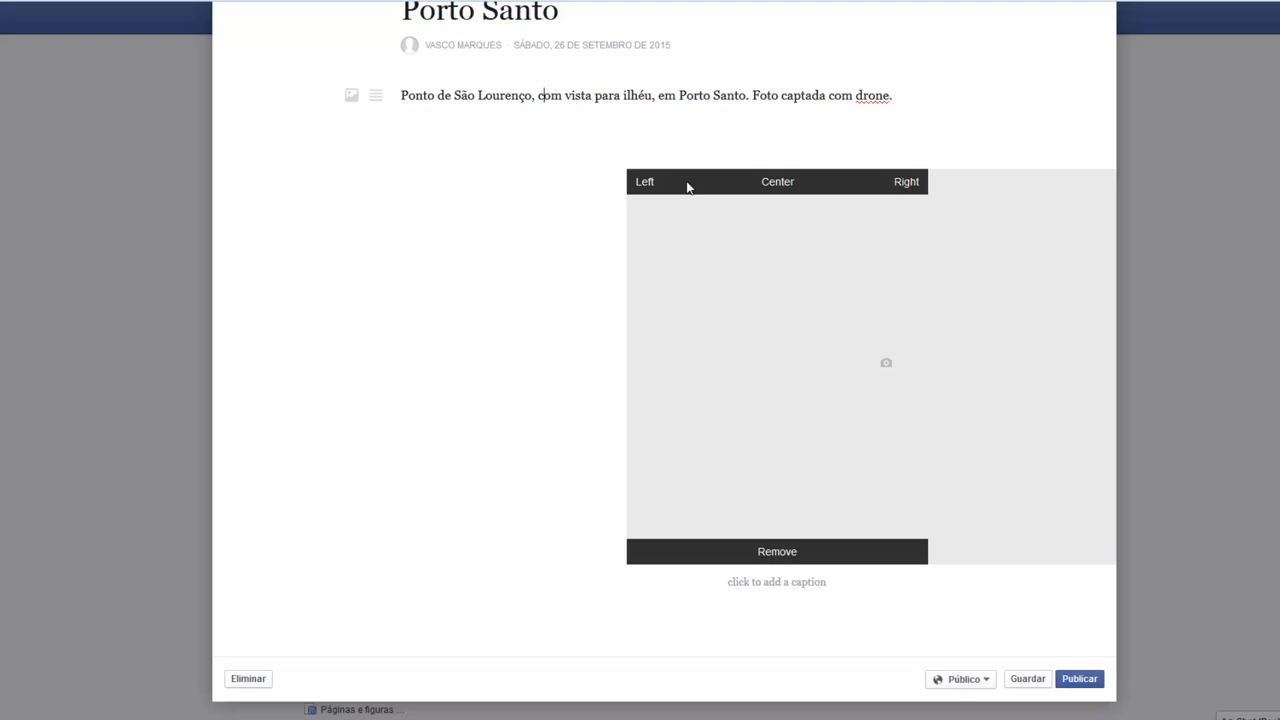 Porto Santo
VASCO MARQUES · SÁBADO, 26 DE SETEMBRO DE 2015
Ponto de São Lourenço, com vista para ilhéu, em Porto Santo. Foto captada com drone.
Left Center Right
Remove
click to add a caption
Eliminar Público Guardar Publicar
Páginas e figuras ...